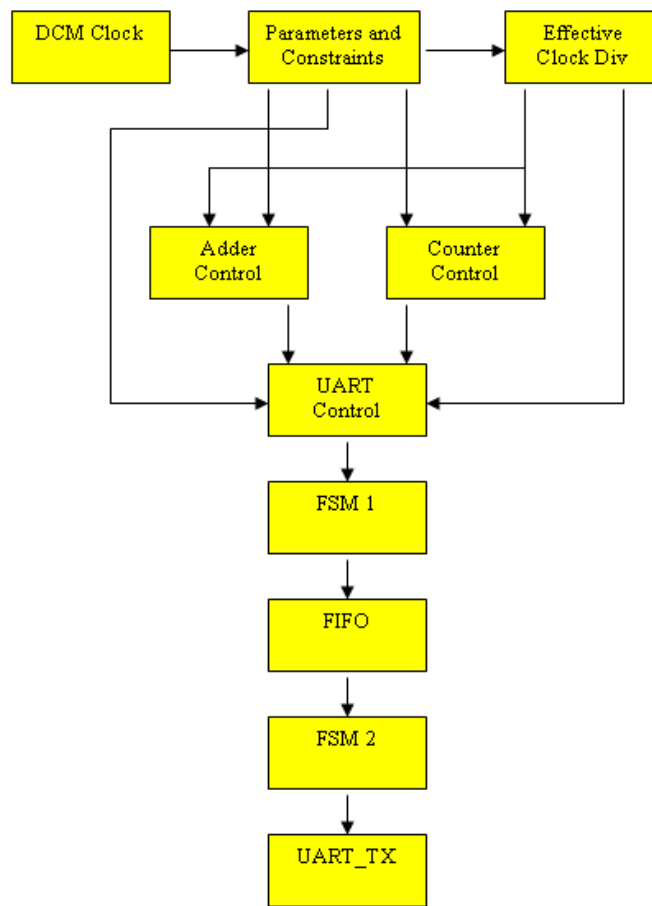 DCM Clock
Parameters and
Constraints
Effective
Clock Div
Adder
Control
Counter
Control
UART
Control
FSM 1
FIFO
FSM 2
UART_TX